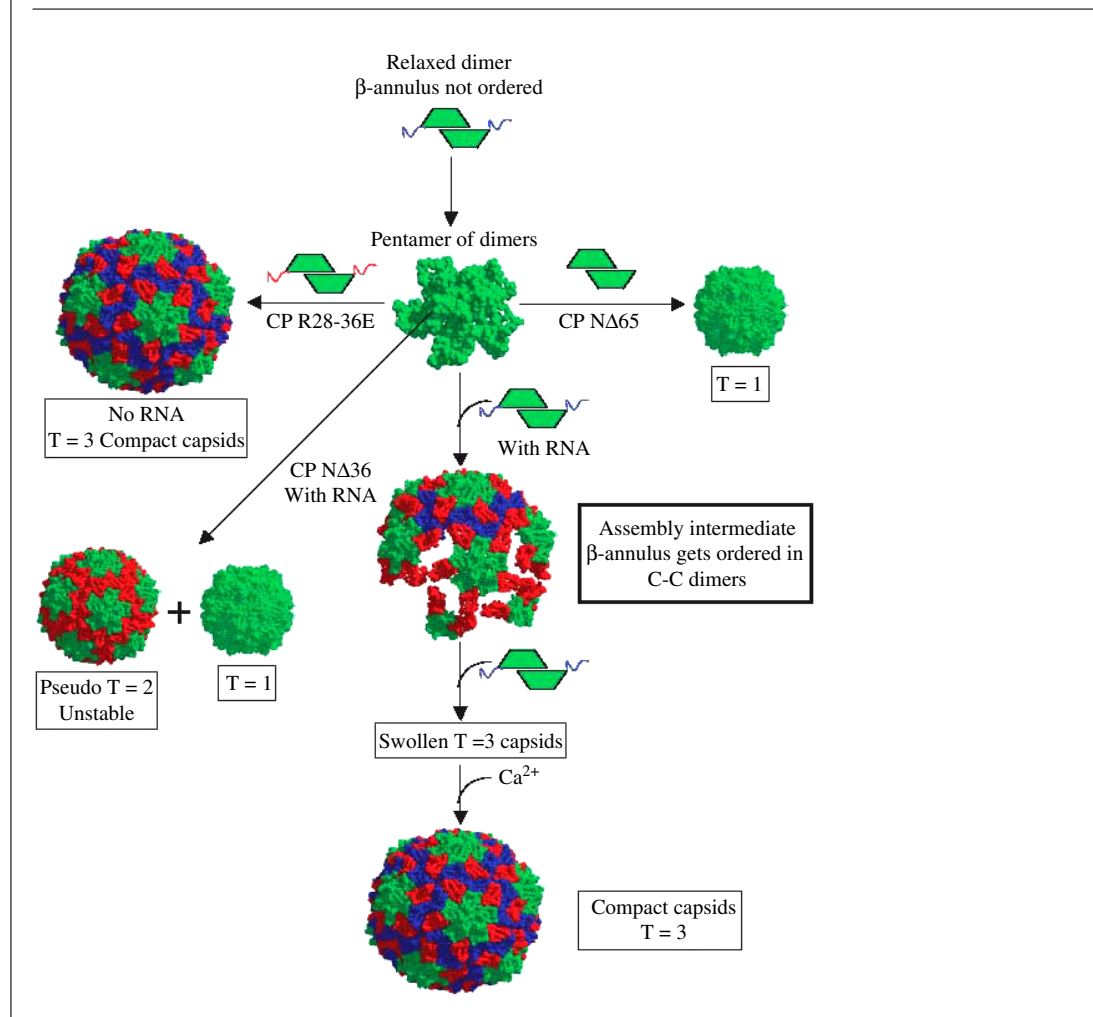 Relaxed dimer
β-annulus not ordered
Pentamer of dimers
CP R28-36E
CP NΔ65
No RNA
T = 3 Compact capsids
T = 1
With RNA
CP NΔ36
With RNA
Assembly intermediate
β-annulus gets ordered in
C-C dimers
+
Pseudo T = 2
Unstable
T = 1
Swollen T =3 capsids
Ca²⁺
Compact capsids
T = 3